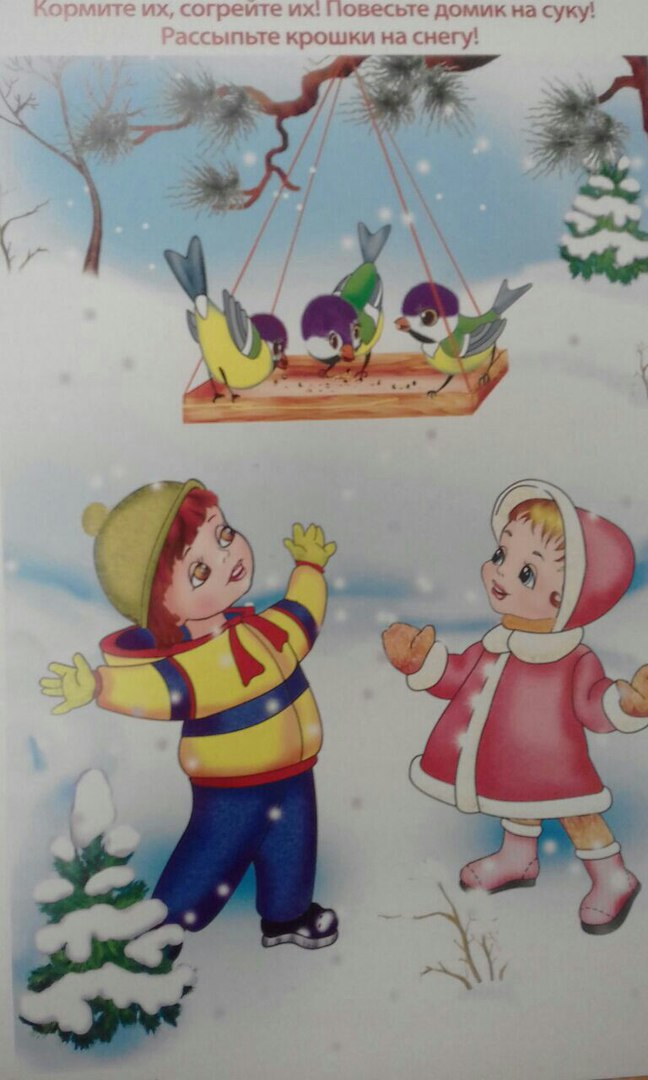 Кормите их, согрейте их! Повесьте домик на суку!
Рассыпьте крошки на снегу!